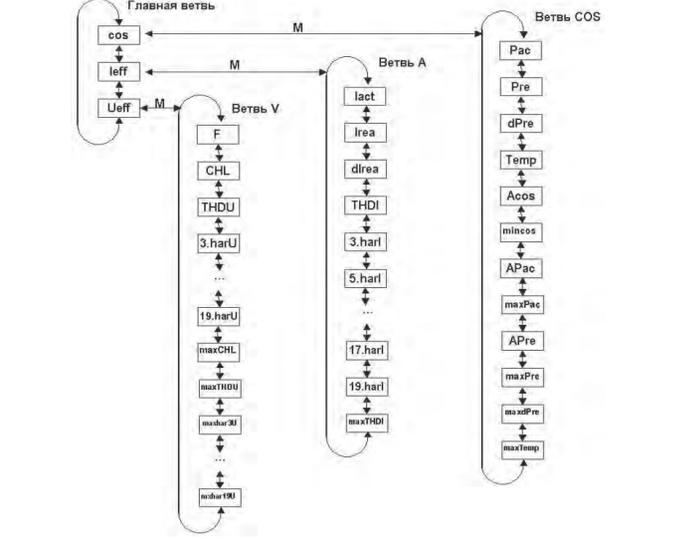 Главная ветвь
cos
Ieff
Ueff
M
M
M
Ветвь V
F
CHL
THDU
3.harU
...
19.harU
maxCHL
maxTHDU
maxhar3U
...
mxhar19U
Ветвь A
Iact
Irea
dIrea
THDI
3.harI
5.harI
...
17.harI
19.harI
maxTHDI
Ветвь COS
Pac
Pre
dPre
Temp
Acos
mincos
APac
maxPac
APre
maxPre
maxdPre
maxTemp